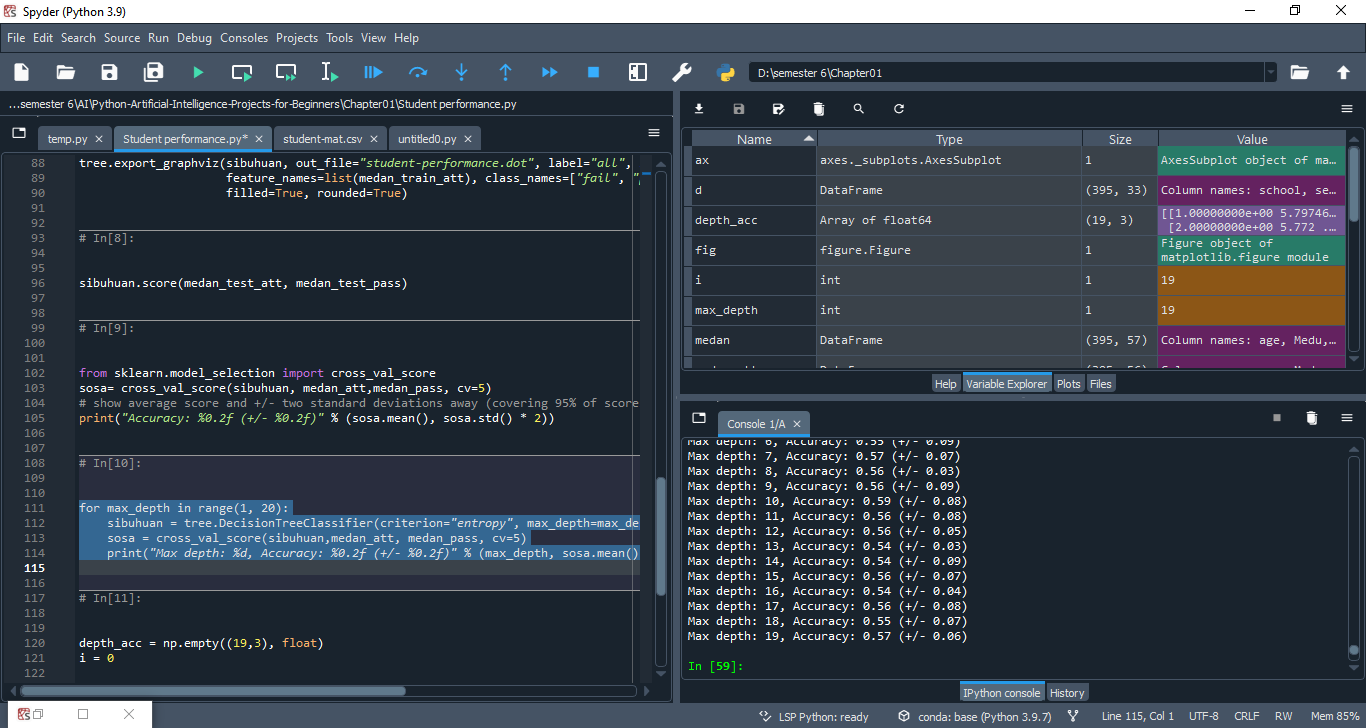 Spyder (Python 3.9)
File Edit Search Source Run Debug Consoles Projects Tools View Help
D:\semester 6\Chapter01
...semester 6\AI\Python-Artificial-Intelligence-Projects-for-Beginners\Chapter01\Student performance.py
temp.py Student performance.py* student-mat.csv untitled0.py
88 tree.export_graphviz(sibuhuan, out_file="student-performance.dot", label="all",
89 feature_names=list(medan_train_att), class_names=["fail", "
90 filled=True, rounded=True)
91
92
93 # In[8]:
94
95
96 sibuhuan.score(medan_test_att, medan_test_pass)
97
98
99 # In[9]:
100
101
102 from sklearn.model_selection import cross_val_score
103 sosa= cross_val_score(sibuhuan, medan_att,medan_pass, cv=5)
104 # show average score and +/- two standard deviations away (covering 95% of score
105 print("Accuracy: %0.2f (+/- %0.2f)" % (sosa.mean(), sosa.std() * 2))
106
107
108 # In[10]:
109
110
111 for max_depth in range(1, 20):
112 sibuhuan = tree.DecisionTreeClassifier(criterion="entropy", max_depth=max_de
113 sosa = cross_val_score(sibuhuan,medan_att, medan_pass, cv=5)
114 print("Max depth: %d, Accuracy: %0.2f (+/- %0.2f)" % (max_depth, sosa.mean()
115
116
117 # In[11]:
118
119
120 depth_acc = np.empty((19,3), float)
121 i = 0
122
Name Type Size Value
ax axes._subplots.AxesSubplot 1 AxesSubplot object of ma…
d DataFrame (395, 33) Column names: school, se…
depth_acc Array of float64 (19, 3) [[1.00000000e+00 5.79746…
[2.00000000e+00 5.772 ...
fig figure.Figure 1 Figure object of
matplotlib.figure module
i int 1 19
max_depth int 1 19
medan DataFrame (395, 57) Column names: age, Medu,…
Help Variable Explorer Plots Files
Console 1/A
Max depth: 6, Accuracy: 0.55 (+/- 0.09)
Max depth: 7, Accuracy: 0.57 (+/- 0.07)
Max depth: 8, Accuracy: 0.56 (+/- 0.03)
Max depth: 9, Accuracy: 0.56 (+/- 0.09)
Max depth: 10, Accuracy: 0.59 (+/- 0.08)
Max depth: 11, Accuracy: 0.56 (+/- 0.08)
Max depth: 12, Accuracy: 0.56 (+/- 0.05)
Max depth: 13, Accuracy: 0.54 (+/- 0.03)
Max depth: 14, Accuracy: 0.54 (+/- 0.09)
Max depth: 15, Accuracy: 0.56 (+/- 0.07)
Max depth: 16, Accuracy: 0.54 (+/- 0.04)
Max depth: 17, Accuracy: 0.56 (+/- 0.08)
Max depth: 18, Accuracy: 0.55 (+/- 0.07)
Max depth: 19, Accuracy: 0.57 (+/- 0.06)
In [59]:
IPython console History
LSP Python: ready conda: base (Python 3.9.7) Line 115, Col 1 UTF-8 CRLF RW Mem 85%